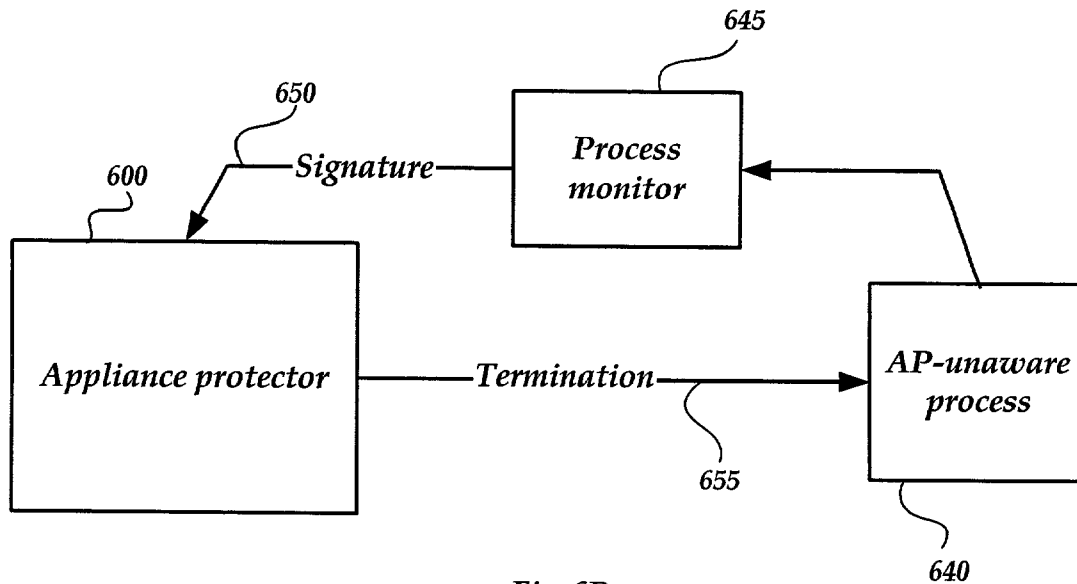 645
650
Process
monitor
Signature
600
Appliance protector
Termination
AP-unaware
process
655
640